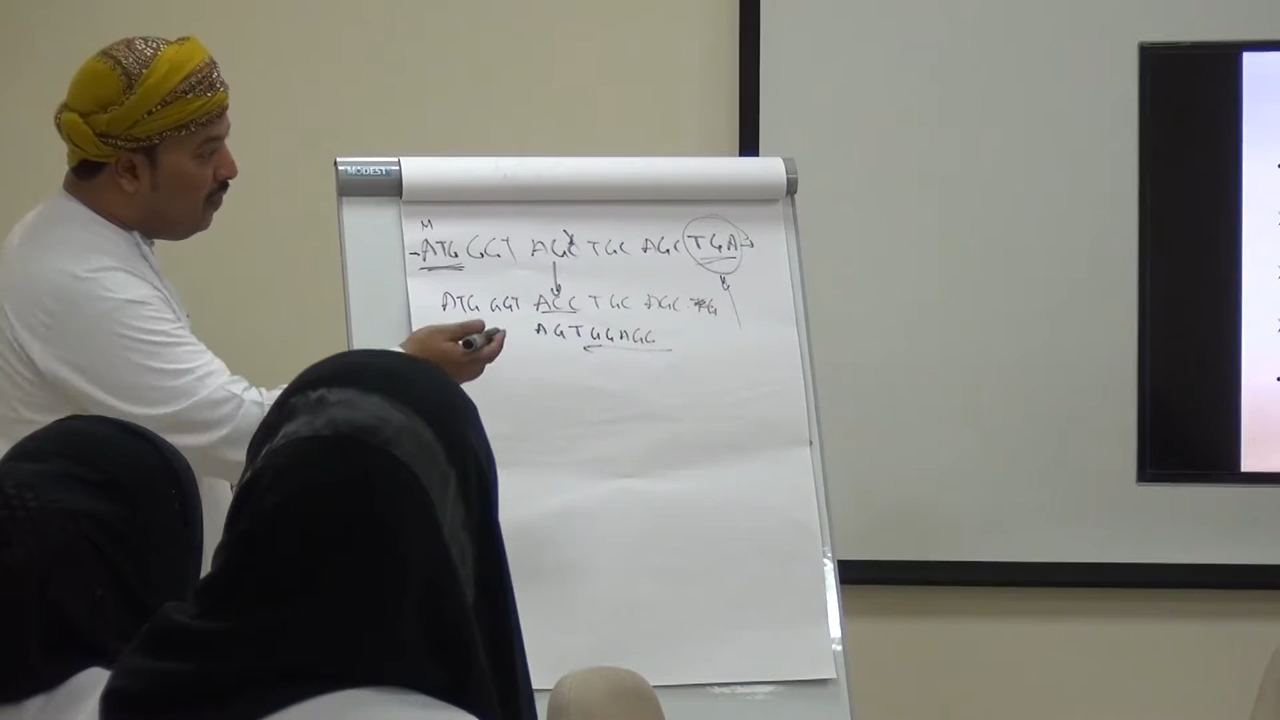 MODEST
M
-ATG GGT AGC TGC AGC TGA
ATG GGT ACC TGC AGC
AGTGGAGC